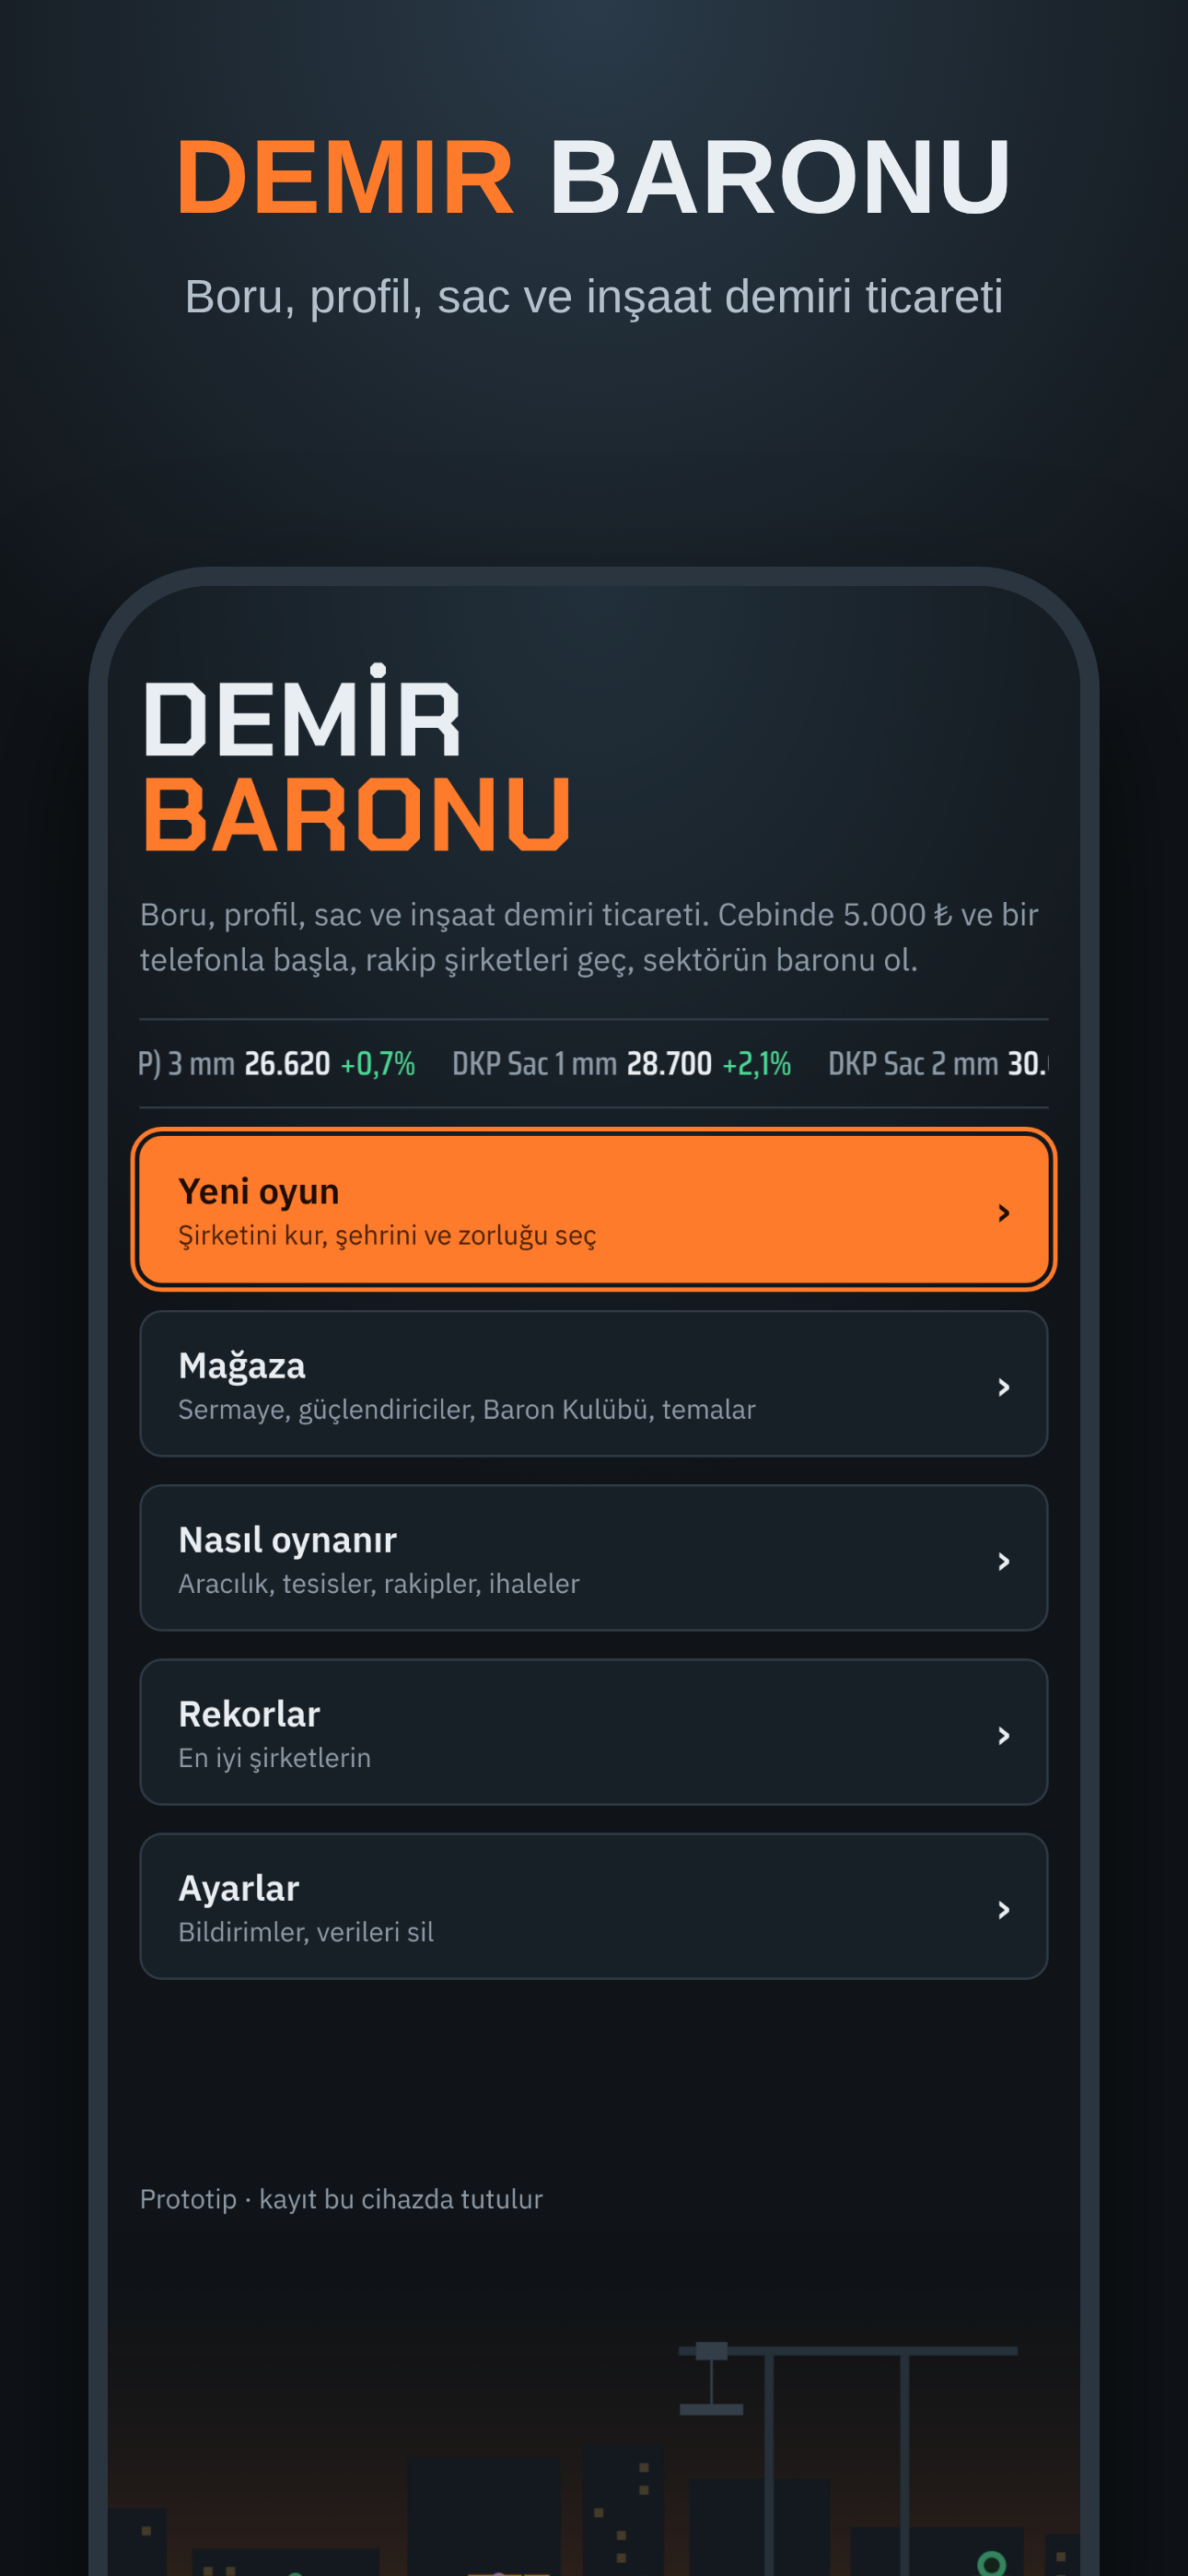 DEMIR BARONU
Boru, profil, sac ve inşaat demiri ticareti
DEMİR
BARONU
Boru, profil, sac ve inşaat demiri ticareti. Cebinde 5.000 ₺ ve bir
telefonla başla, rakip şirketleri geç, sektörün baronu ol.
P) 3 mm 26.620 +0,7% DKP Sac 1 mm 28.700 +2,1% DKP Sac 2 mm 30.
Yeni oyun
Şirketini kur, şehrini ve zorluğu seç
Mağaza
Sermaye, güçlendiriciler, Baron Kulübü, temalar
Nasıl oynanır
Aracılık, tesisler, rakipler, ihaleler
Rekorlar
En iyi şirketlerin
Ayarlar
Bildirimler, verileri sil
Prototip · kayıt bu cihazda tutulur